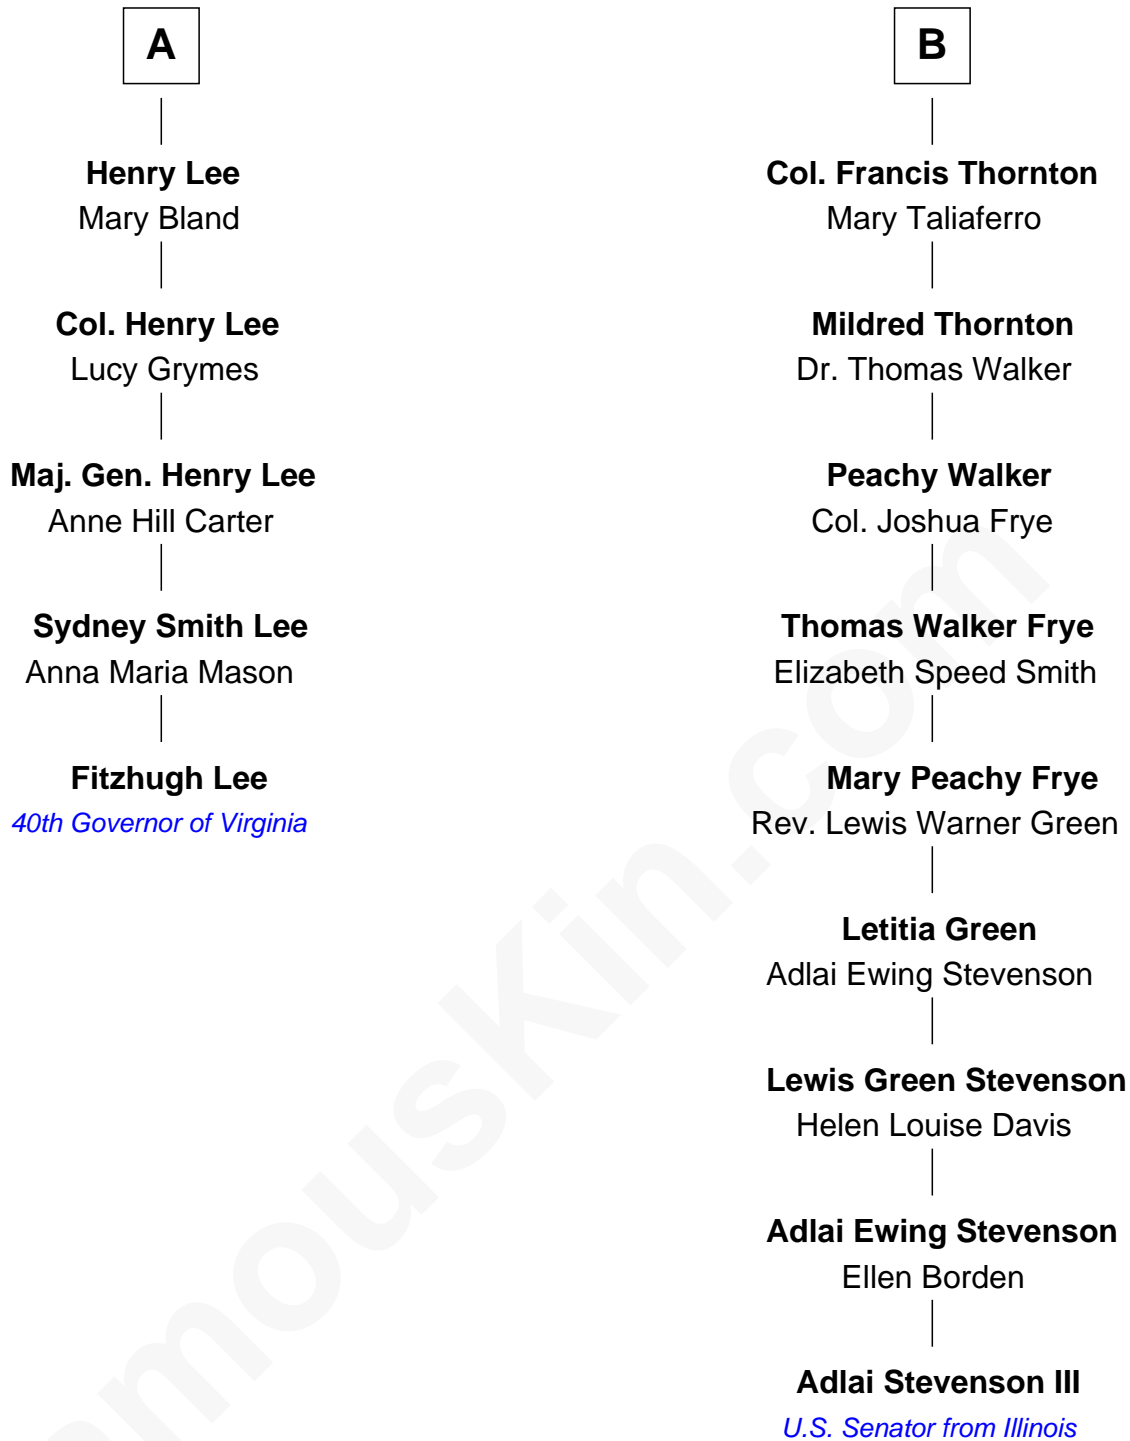 A
Henry Lee
Mary Bland
Col. Henry Lee
Lucy Grymes
Maj. Gen. Henry Lee
Anne Hill Carter
Sydney Smith Lee
Anna Maria Mason
Fitzhugh Lee
40th Governor of Virginia
B
Col. Francis Thornton
Mary Taliaferro
Mildred Thornton
Dr. Thomas Walker
Peachy Walker
Col. Joshua Frye
Thomas Walker Frye
Elizabeth Speed Smith
Mary Peachy Frye
Rev. Lewis Warner Green
Letitia Green
Adlai Ewing Stevenson
Lewis Green Stevenson
Helen Louise Davis
Adlai Ewing Stevenson
Ellen Borden
Adlai Stevenson III
U.S. Senator from Illinois
amouskin.com